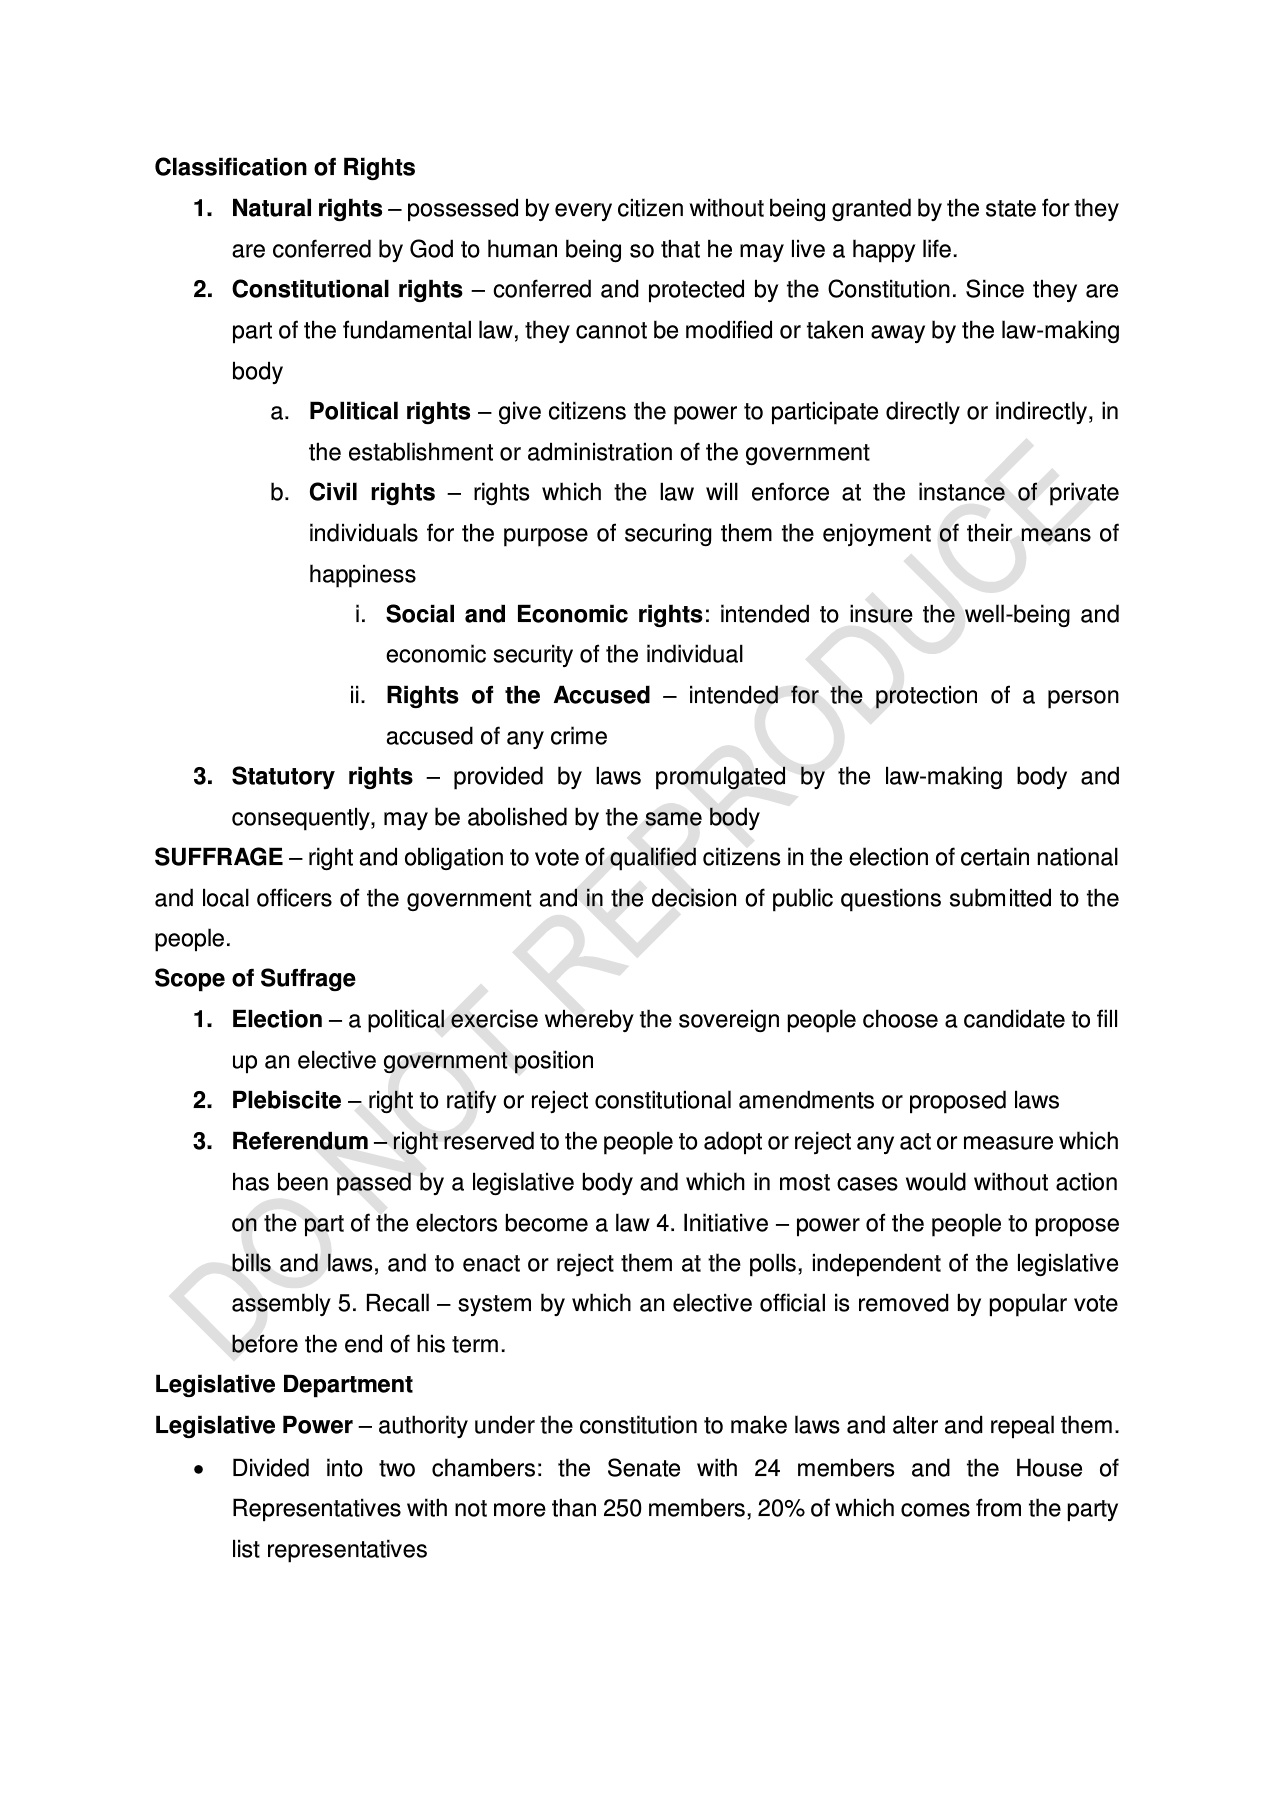 Classification of Rights
1. Natural rights – possessed by every citizen without being granted by the state for they
are conferred by God to human being so that he may live a happy life.
2. Constitutional rights – conferred and protected by the Constitution. Since they are
part of the fundamental law, they cannot be modified or taken away by the law-making
body
a. Political rights – give citizens the power to participate directly or indirectly, in
the establishment or administration of the government
b. Civil rights – rights which the law will enforce at the instance of private
individuals for the purpose of securing them the enjoyment of their means of
happiness
i. Social and Economic rights: intended to insure the well-being and
economic security of the individual
ii. Rights of the Accused – intended for the protection of a person
accused of any crime
3. Statutory rights – provided by laws promulgated by the law-making body and
consequently, may be abolished by the same body
SUFFRAGE – right and obligation to vote of qualified citizens in the election of certain national
and local officers of the government and in the decision of public questions submitted to the
people.
Scope of Suffrage
1. Election – a political exercise whereby the sovereign people choose a candidate to fill
up an elective government position
2. Plebiscite – right to ratify or reject constitutional amendments or proposed laws
3. Referendum – right reserved to the people to adopt or reject any act or measure which
has been passed by a legislative body and which in most cases would without action
on the part of the electors become a law 4. Initiative – power of the people to propose
bills and laws, and to enact or reject them at the polls, independent of the legislative
assembly 5. Recall – system by which an elective official is removed by popular vote
before the end of his term.
Legislative Department
Legislative Power – authority under the constitution to make laws and alter and repeal them.
• Divided into two chambers: the Senate with 24 members and the House of
Representatives with not more than 250 members, 20% of which comes from the party
list representatives
DO NOT REPRODUCE